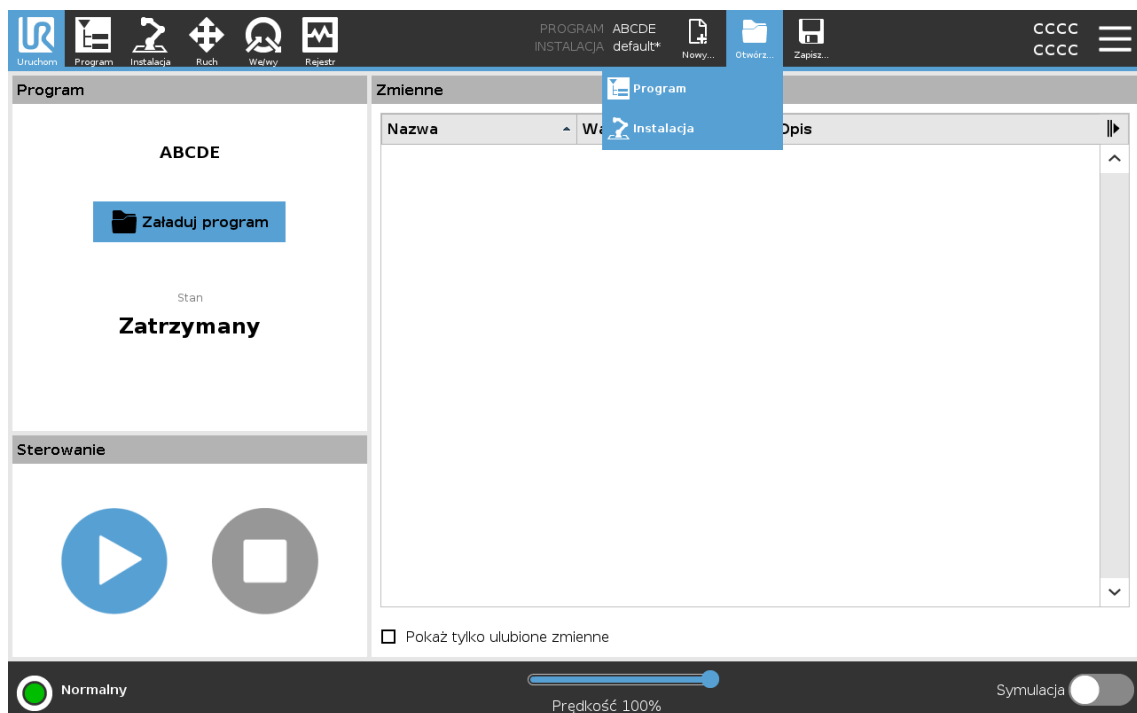 PROGRAM ABCDE
INSTALACJA default*
CCCC
CCCC
Uruchom Program Instalacja Ruch We/wy Rejestr Nowy... Otwórz... Zapisz...
Program
Instalacja
Program
ABCDE
Załaduj program
Stan
Zatrzymany
Sterowanie
Zmienne
Nazwa Opis
Pokaż tylko ulubione zmienne
Normalny
Prędkość 100%
Symulacja